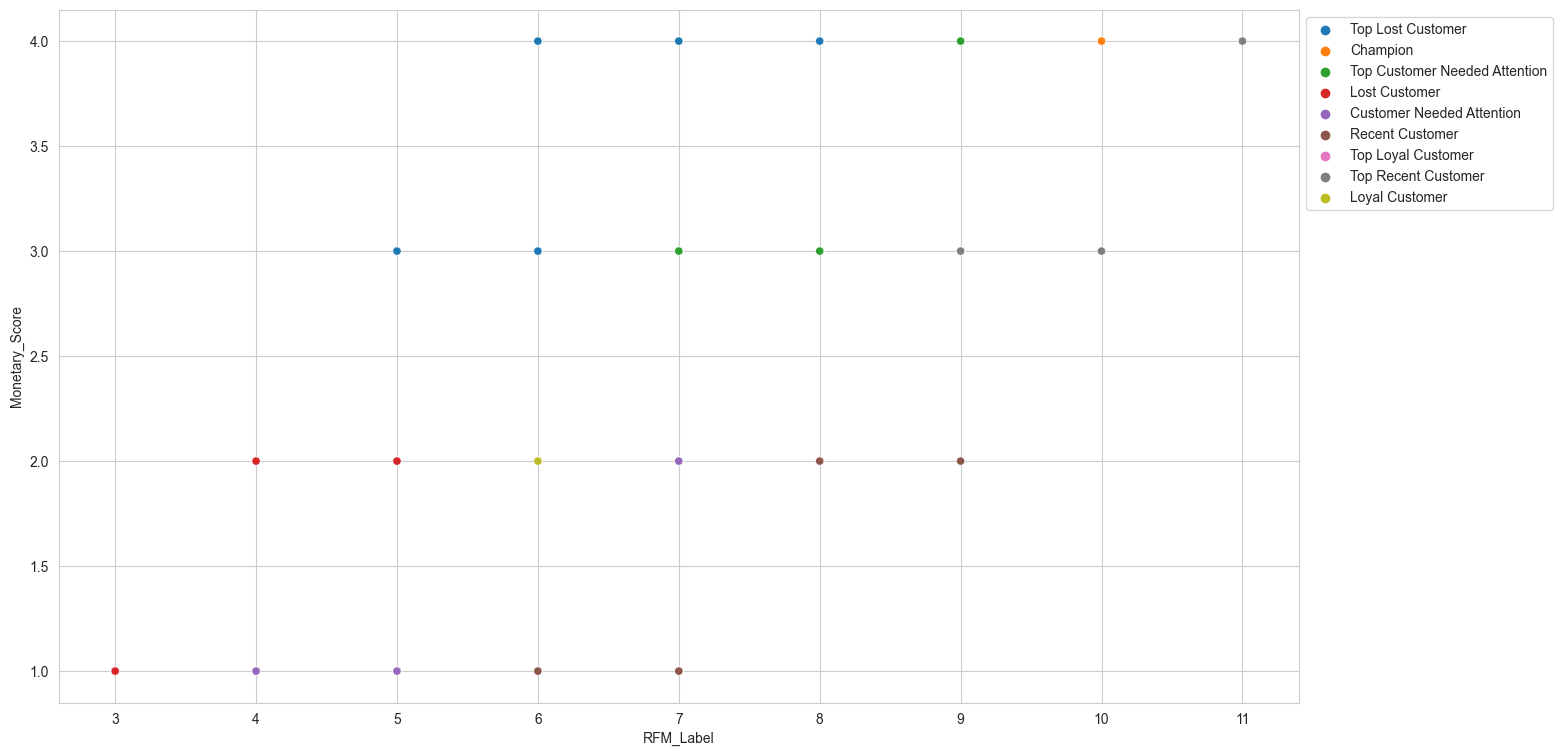 4.0
3.5
3.0
2.5
2.0
1.5
1.0
Monetary_Score
3 4 5 6 7 8 9 10 11
RFM_Label
Top Lost Customer
Champion
Top Customer Needed Attention
Lost Customer
Customer Needed Attention
Recent Customer
Top Loyal Customer
Top Recent Customer
Loyal Customer